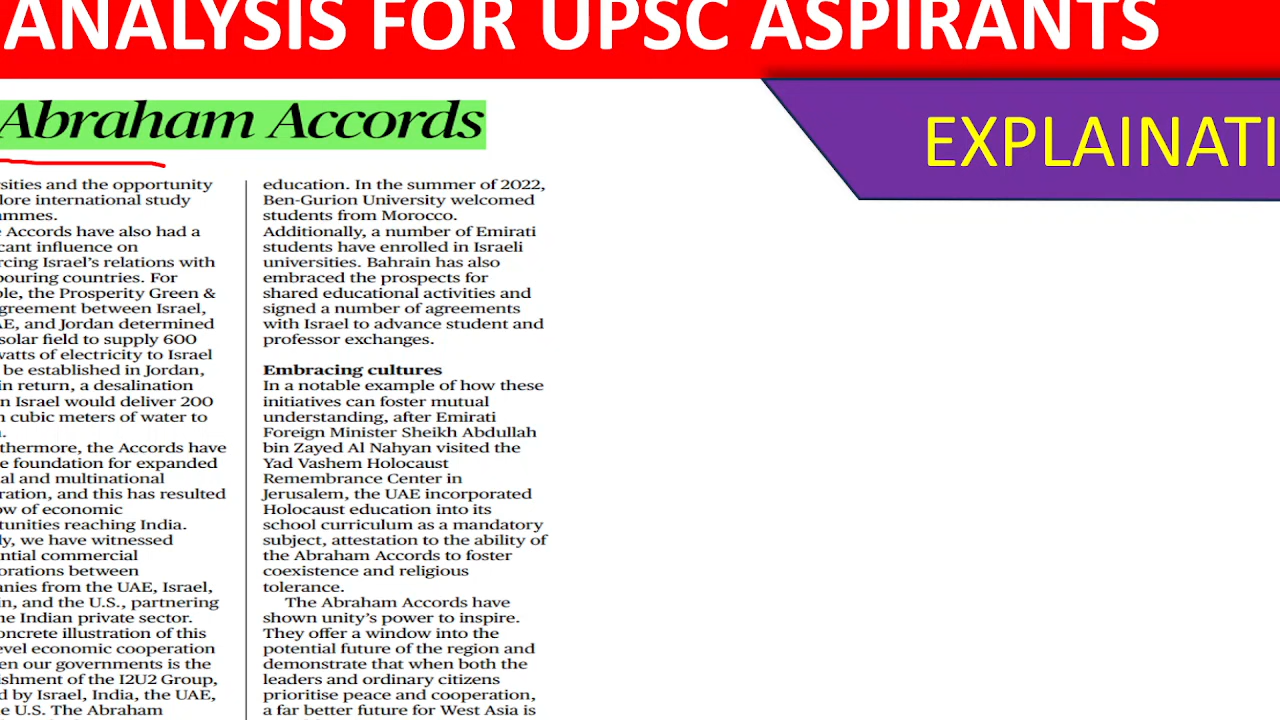 ANALYSIS FOR UPSC ASPIRANTS
Abraham Accords
EXPLAINATI
sities and the opportunity
lore international study
ammes.
e Accords have also had a
cant influence on
rcing Israel’s relations with
bouring countries. For
ple, the Prosperity Green &
greement between Israel,
AE, and Jordan determined
solar field to supply 600
watts of electricity to Israel
be established in Jordan,
in return, a desalination
n Israel would deliver 200
n cubic meters of water to
n.
thermore, the Accords have
e foundation for expanded
al and multinational
ration, and this has resulted
ow of economic
tunities reaching India.
ly, we have witnessed
ntial commercial
orations between
anies from the UAE, Israel,
in, and the U.S., partnering
he Indian private sector.
oncrete illustration of this
evel economic cooperation
en our governments is the
ishment of the I2U2 Group,
d by Israel, India, the UAE,
e U.S. The Abraham
education. In the summer of 2022,
Ben-Gurion University welcomed
students from Morocco.
Additionally, a number of Emirati
students have enrolled in Israeli
universities. Bahrain has also
embraced the prospects for
shared educational activities and
signed a number of agreements
with Israel to advance student and
professor exchanges.
Embracing cultures
In a notable example of how these
initiatives can foster mutual
understanding, after Emirati
Foreign Minister Sheikh Abdullah
bin Zayed Al Nahyan visited the
Yad Vashem Holocaust
Remembrance Center in
Jerusalem, the UAE incorporated
Holocaust education into its
school curriculum as a mandatory
subject, attestation to the ability of
the Abraham Accords to foster
coexistence and religious
tolerance.
The Abraham Accords have
shown unity’s power to inspire.
They offer a window into the
potential future of the region and
demonstrate that when both the
leaders and ordinary citizens
prioritise peace and cooperation,
a far better future for West Asia is